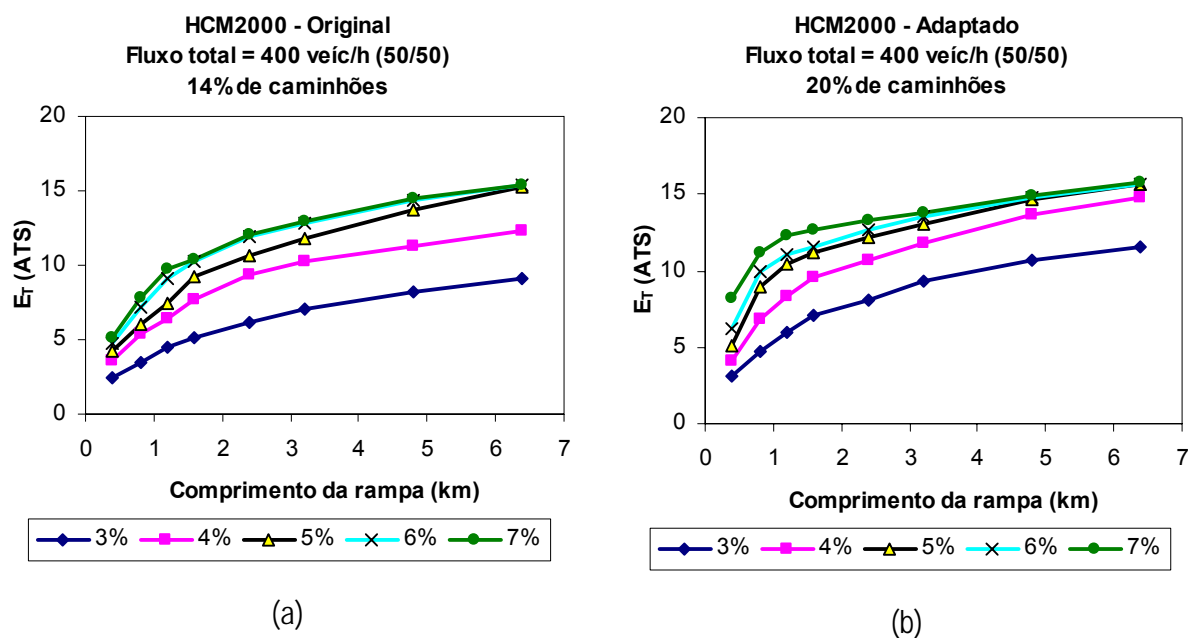 HCM2000 - Original
Fluxo total = 400 veíc/h (50/50)
14% de caminhões
20
15
10
5
0
E_T (ATS)
0 1 2 3 4 5 6 7
Comprimento da rampa (km)
3% 4% 5% 6% 7%
(a)
HCM2000 - Adaptado
Fluxo total = 400 veíc/h (50/50)
20% de caminhões
20
15
10
5
0
E_T (ATS)
0 1 2 3 4 5 6 7
Comprimento da rampa (km)
3% 4% 5% 6% 7%
(b)